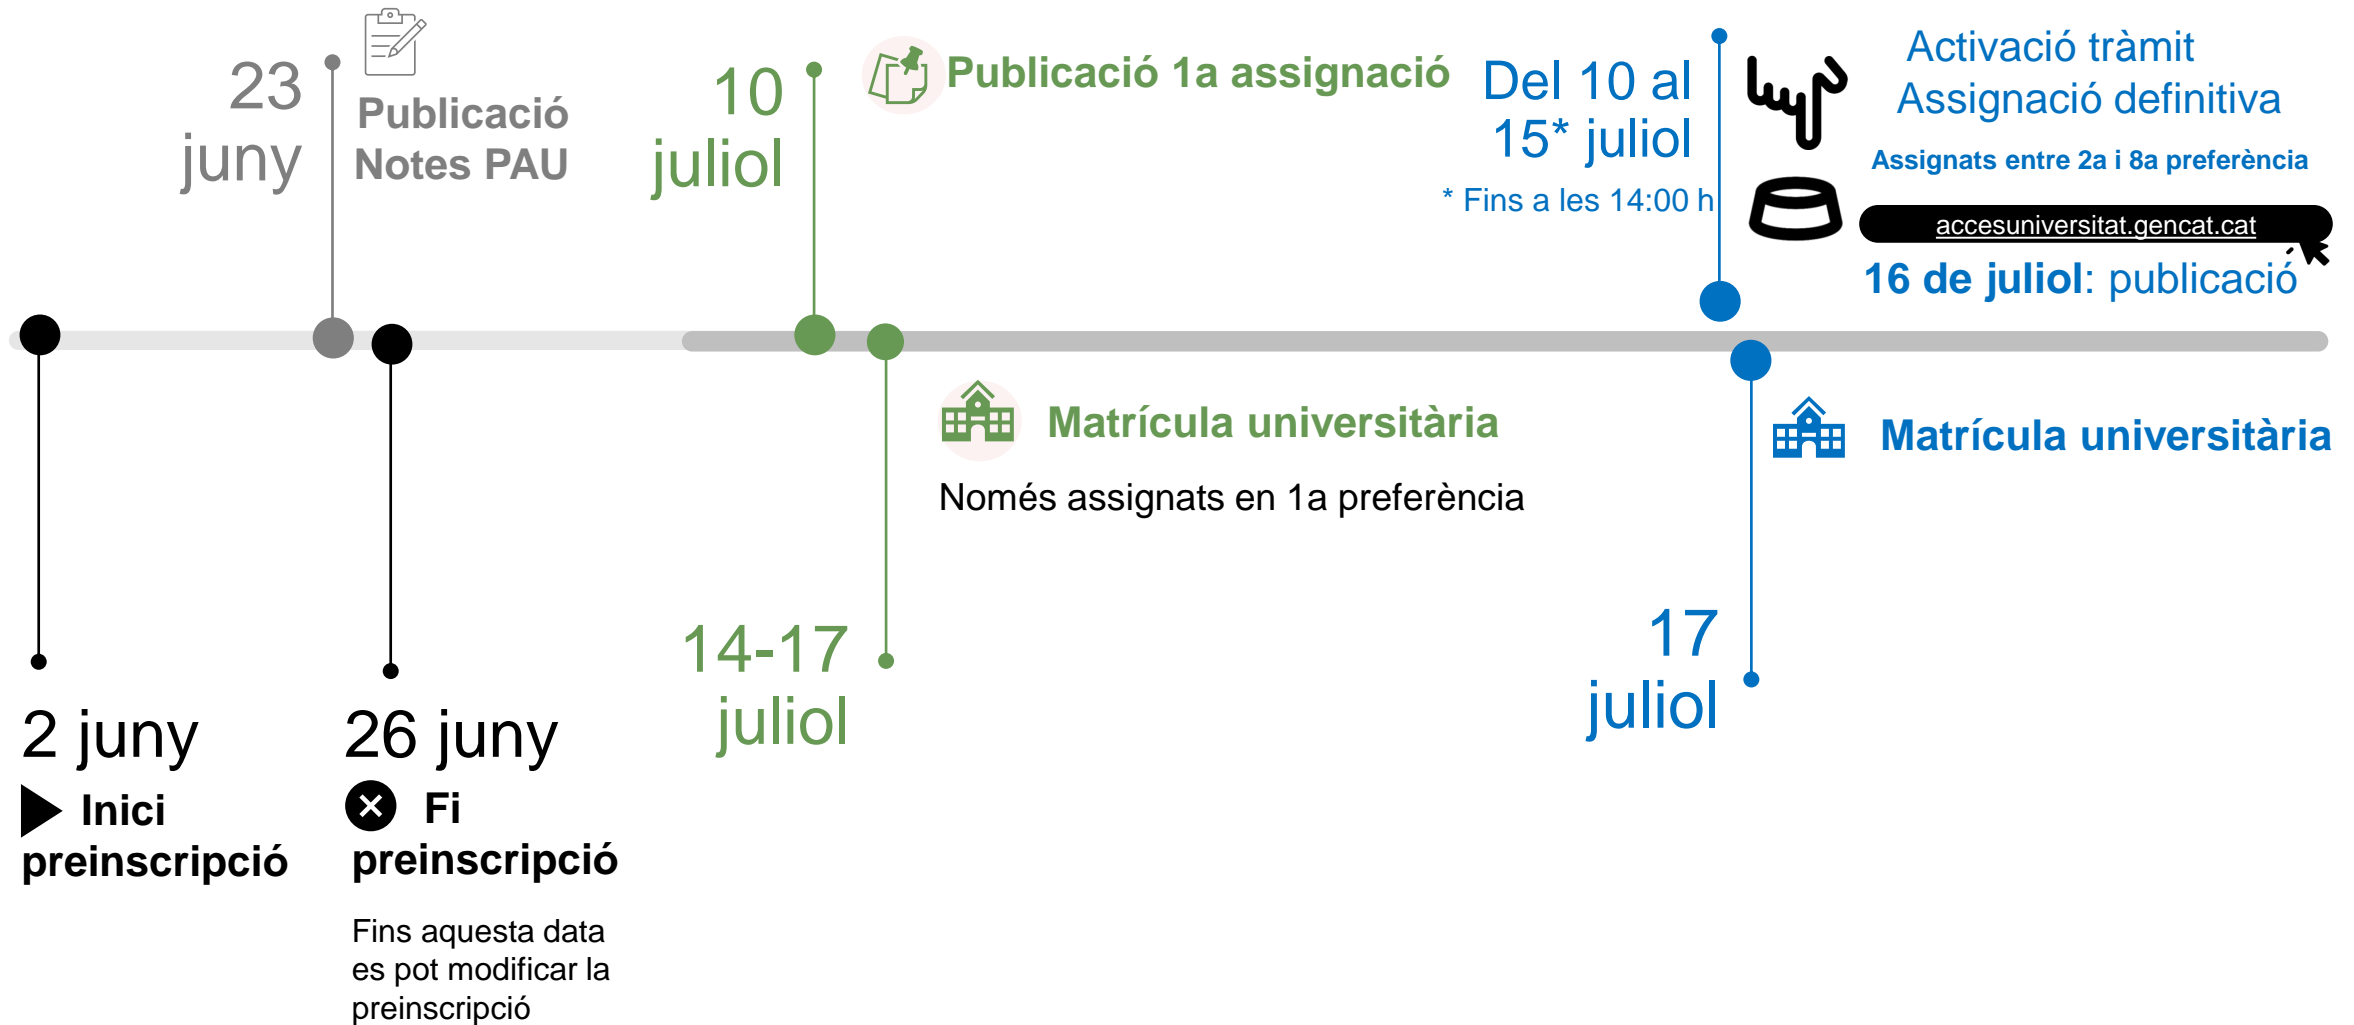 23
juny
Publicació
Notes PAU
10
juliol
Publicació 1a assignació
Del 10 al
15* juliol
* Fins a les 14:00 h
Activació tràmit
Assignació definitiva
Assignats entre 2a i 8a preferència
accesuniversitat.gencat.cat
16 de juliol: publicació
Matrícula universitària
Només assignats en 1a preferència
Matrícula universitària
14-17
juliol
17
juliol
2 juny
Inici
preinscripció
26 juny
Fi
preinscripció
Fins aquesta data
es pot modificar la
preinscripció